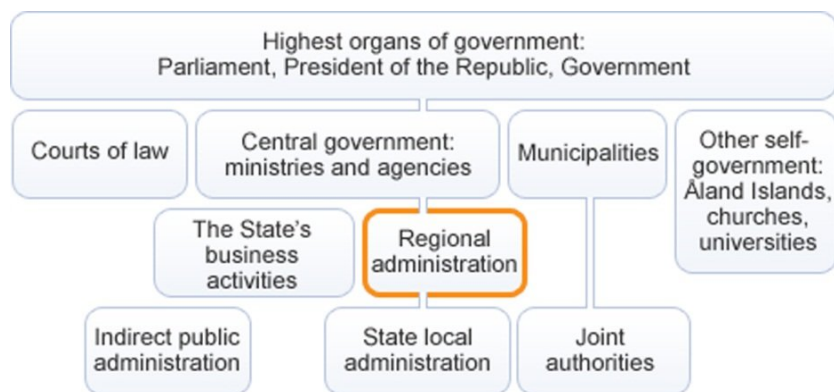 Highest organs of government:
Parliament, President of the Republic, Government
Courts of law
Central government:
ministries and agencies
Municipalities
Other self-
government:
Åland Islands,
churches,
universities
The State’s
business
activities
Regional
administration
Indirect public
administration
State local
administration
Joint
authorities